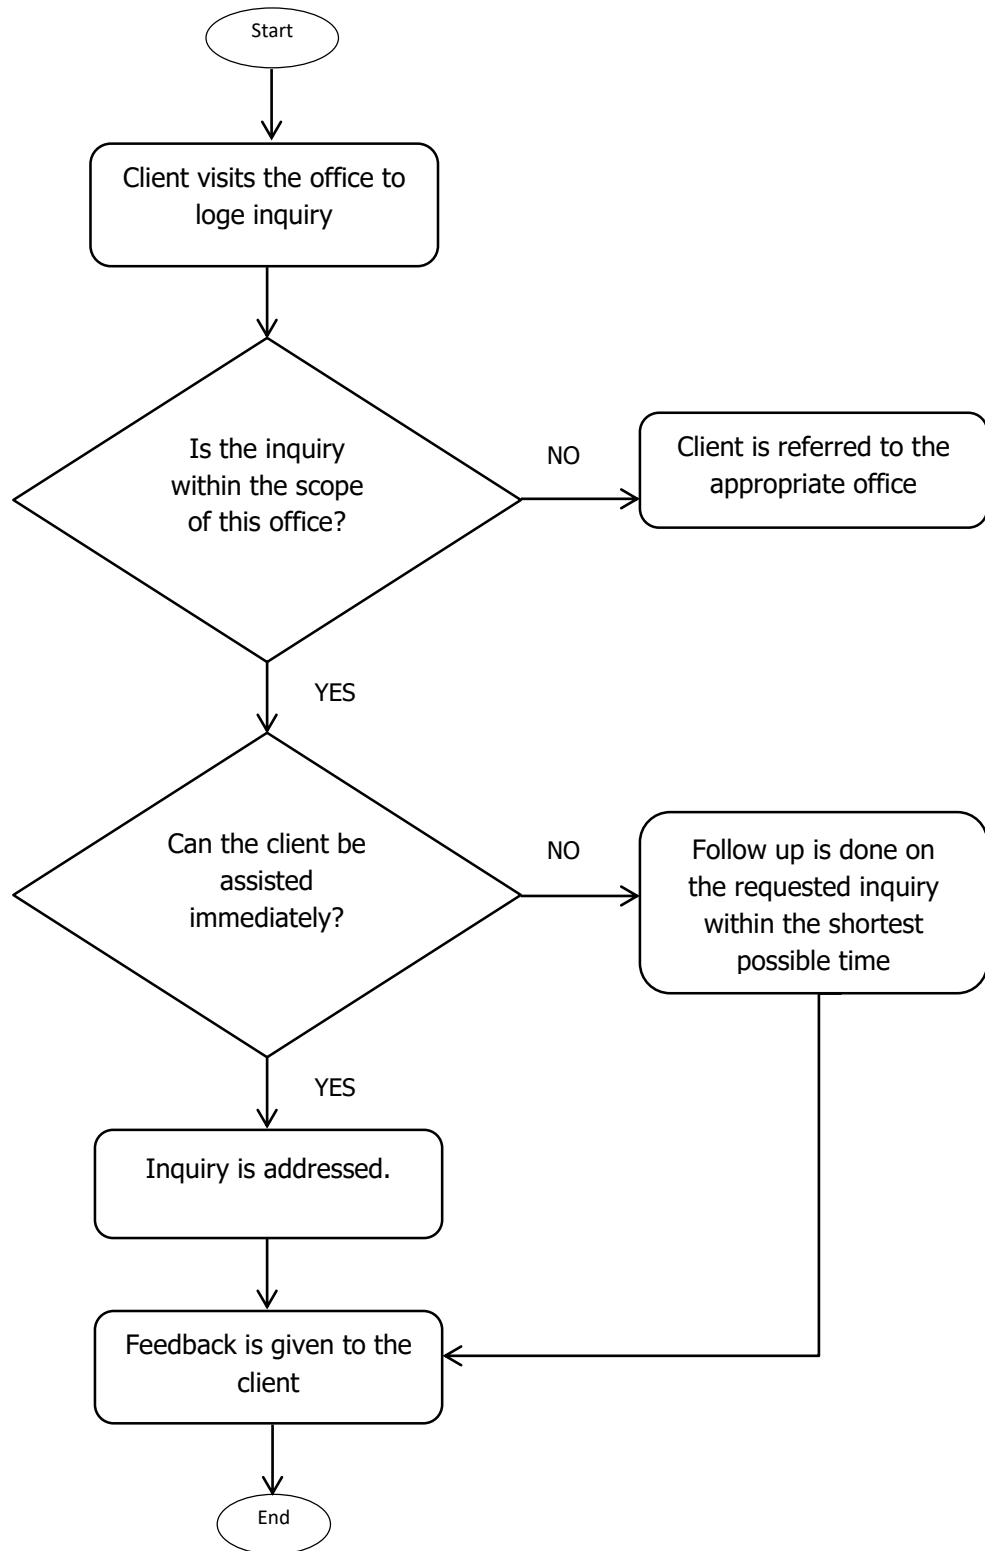 Start
Client visits the office to
loge inquiry
Is the inquiry
within the scope
of this office?
NO
Client is referred to the
appropriate office
YES
Can the client be
assisted
immediately?
NO
Follow up is done on
the requested inquiry
within the shortest
possible time
YES
Inquiry is addressed.
Feedback is given to the
client
End